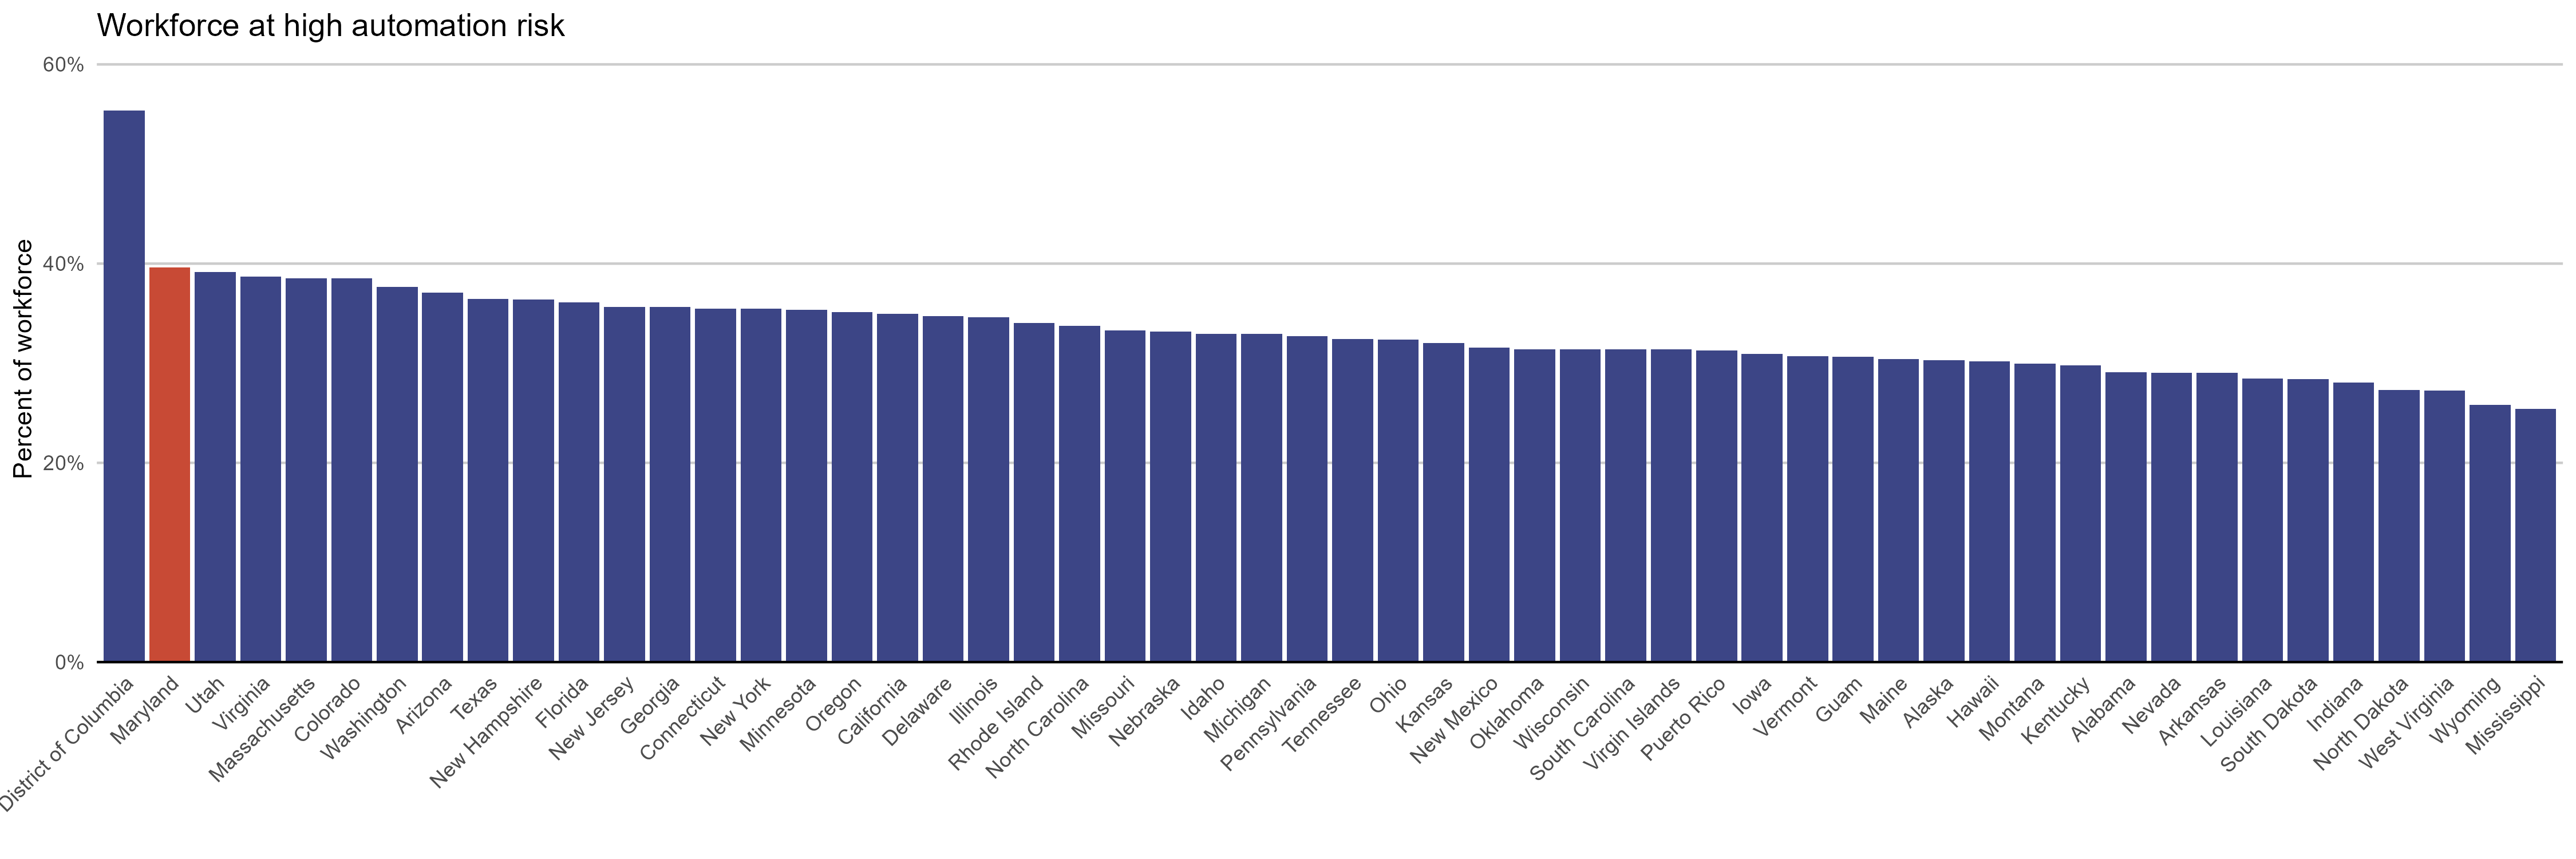 Workforce at high automation risk
Percent of workforce
60%
40%
20%
0%
District of Columbia
Maryland
Utah
Virginia
Massachusetts
Colorado
Washington
Arizona
Texas
New Hampshire
Florida
New Jersey
Georgia
Connecticut
New York
Minnesota
Oregon
California
Delaware
Illinois
Rhode Island
North Carolina
Missouri
Nebraska
Idaho
Michigan
Pennsylvania
Tennessee
Ohio
Kansas
New Mexico
Oklahoma
Wisconsin
South Carolina
Virgin Islands
Puerto Rico
Iowa
Vermont
Guam
Maine
Alaska
Hawaii
Montana
Kentucky
Alabama
Nevada
Arkansas
Louisiana
South Dakota
Indiana
North Dakota
West Virginia
Wyoming
Mississippi